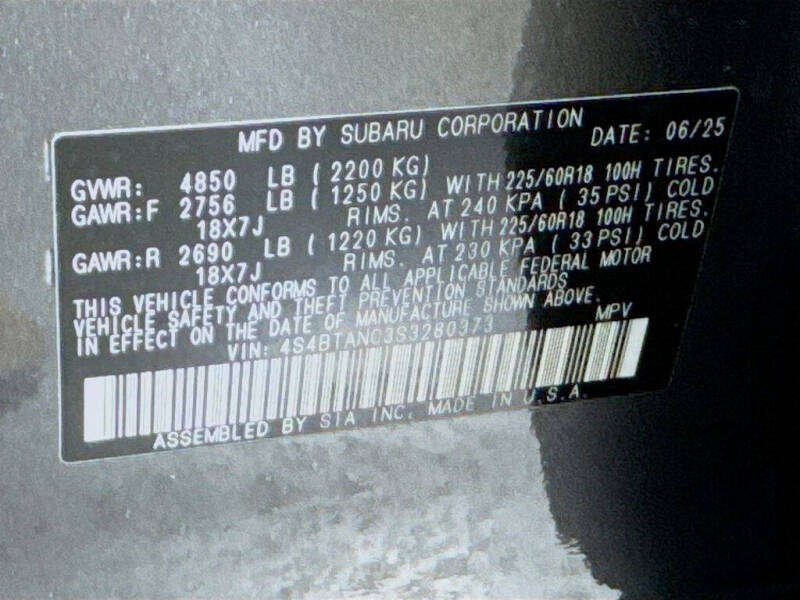 MFD BY SUBARU CORPORATION DATE: 06/25
GVWR: 4850 LB (2200 KG)
GAWR:F 2756 LB (1250 KG) WITH 225/60R18 100H TIRES.
18X7J RIMS. AT 240 KPA (35 PSI) COLD
GAWR:R 2690 LB (1220 KG) WITH 225/60R18 100H TIRES.
18X7J RIMS. AT 230 KPA (33 PSI) COLD
THIS VEHICLE CONFORMS TO ALL APPLICABLE FEDERAL MOTOR
VEHICLE SAFETY AND THEFT PREVENTION STANDARDS
IN EFFECT ON THE DATE OF MANUFACTURE SHOWN ABOVE.
VIN: 4S4BTANC3S3280373 MPV
ASSEMBLED BY SIA INC. MADE IN U.S.A.